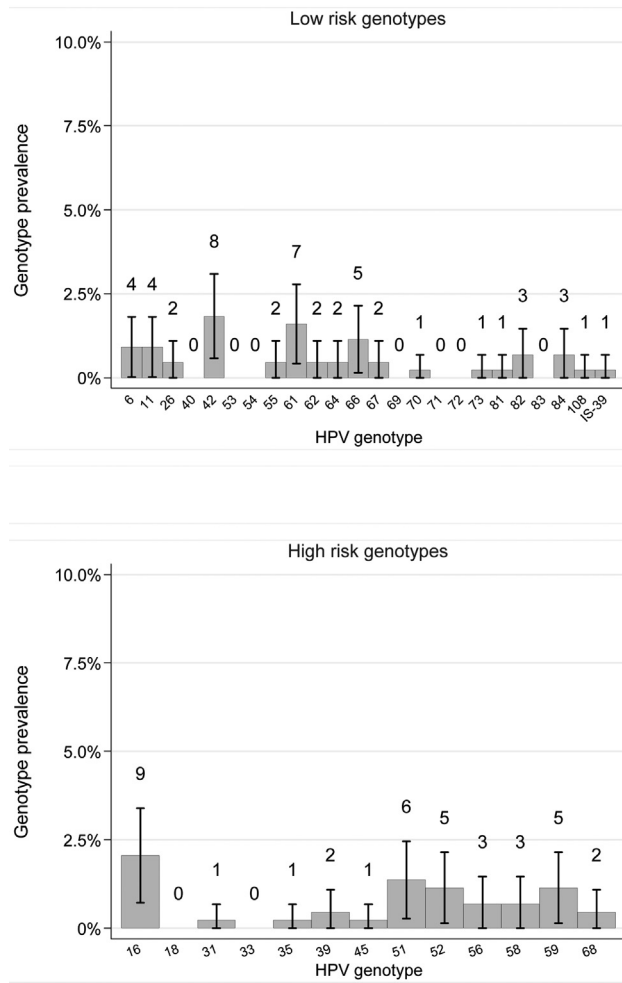 Low risk genotypes
10.0%
7.5%
5.0%
2.5%
0%
Genotype prevalence
4 4 2 0 8 0 0 2 7 2 2 5 2 0 1 0 0 1 1 3 0 3 1 1
6 11 26 40 42 53 54 55 61 62 64 66 67 69 70 71 72 73 81 82 83 84 108 IS-39
HPV genotype
High risk genotypes
10.0%
7.5%
5.0%
2.5%
0%
Genotype prevalence
9 0 1 0 1 2 1 6 5 3 3 5 2
16 18 31 33 35 39 45 51 52 56 58 59 68
HPV genotype